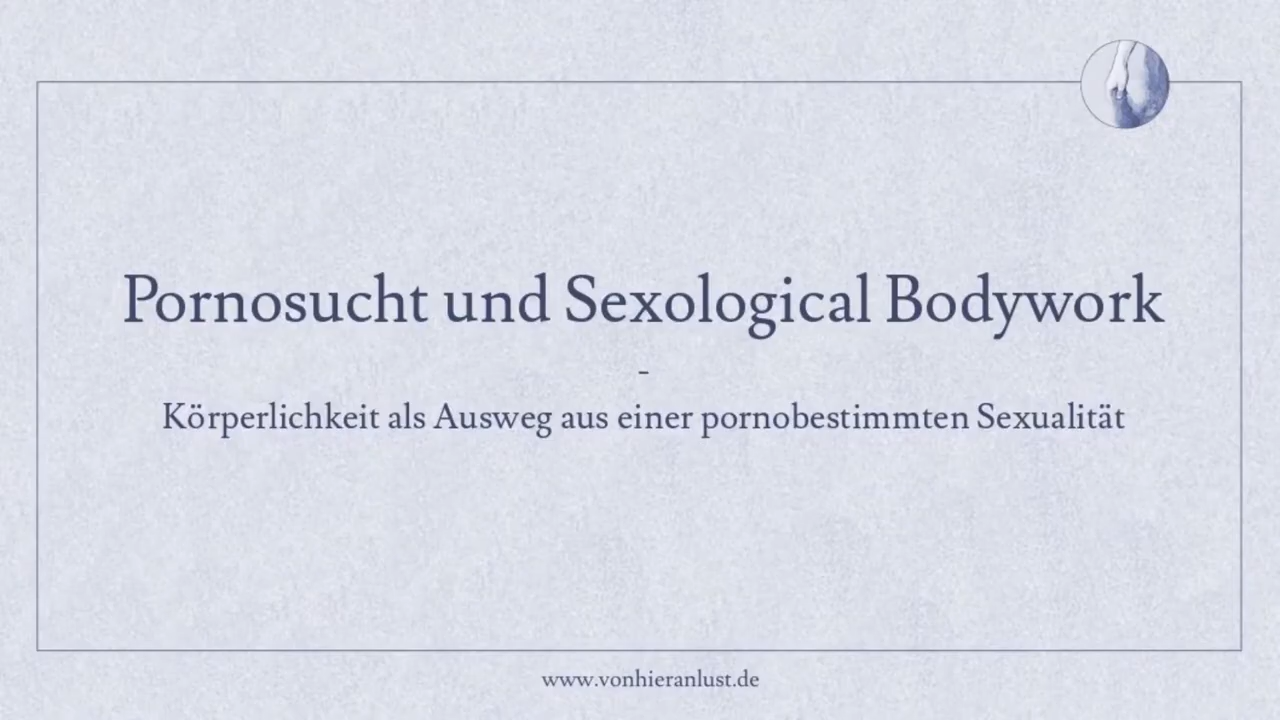 Pornosucht und Sexological Bodywork
-
Körperlichkeit als Ausweg aus einer pornobestimmten Sexualität
www.vonhieranlust.de